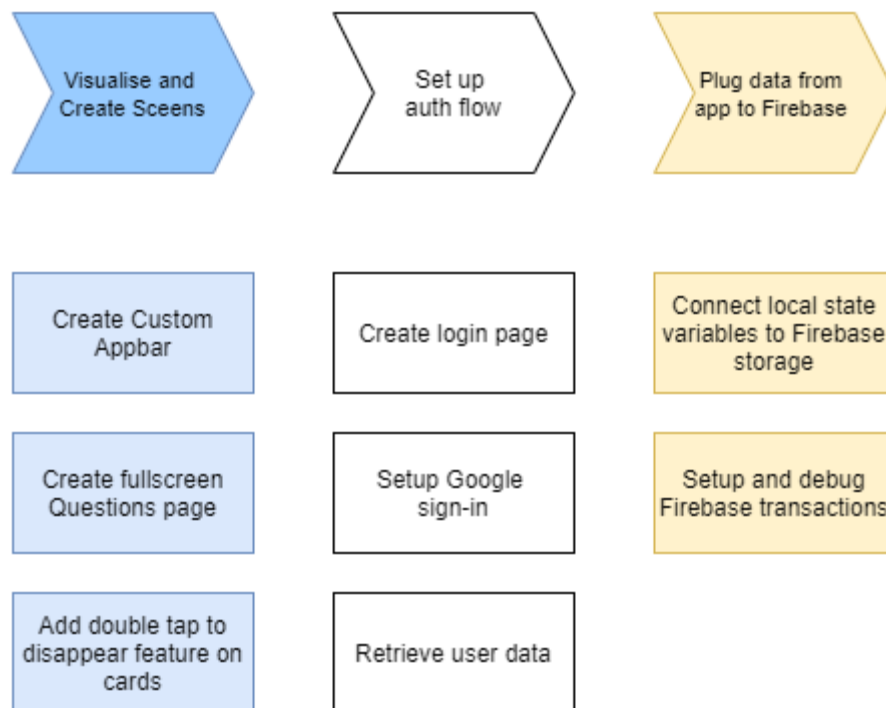 Visualise and
Create Sceens
Set up
auth flow
Plug data from
app to Firebase
Create Custom
Appbar
Create login page
Connect local state
variables to Firebase
storage
Create fullscreen
Questions page
Setup Google
sign-in
Setup and debug
Firebase transactions
Add double tap to
disappear feature on
cards
Retrieve user data